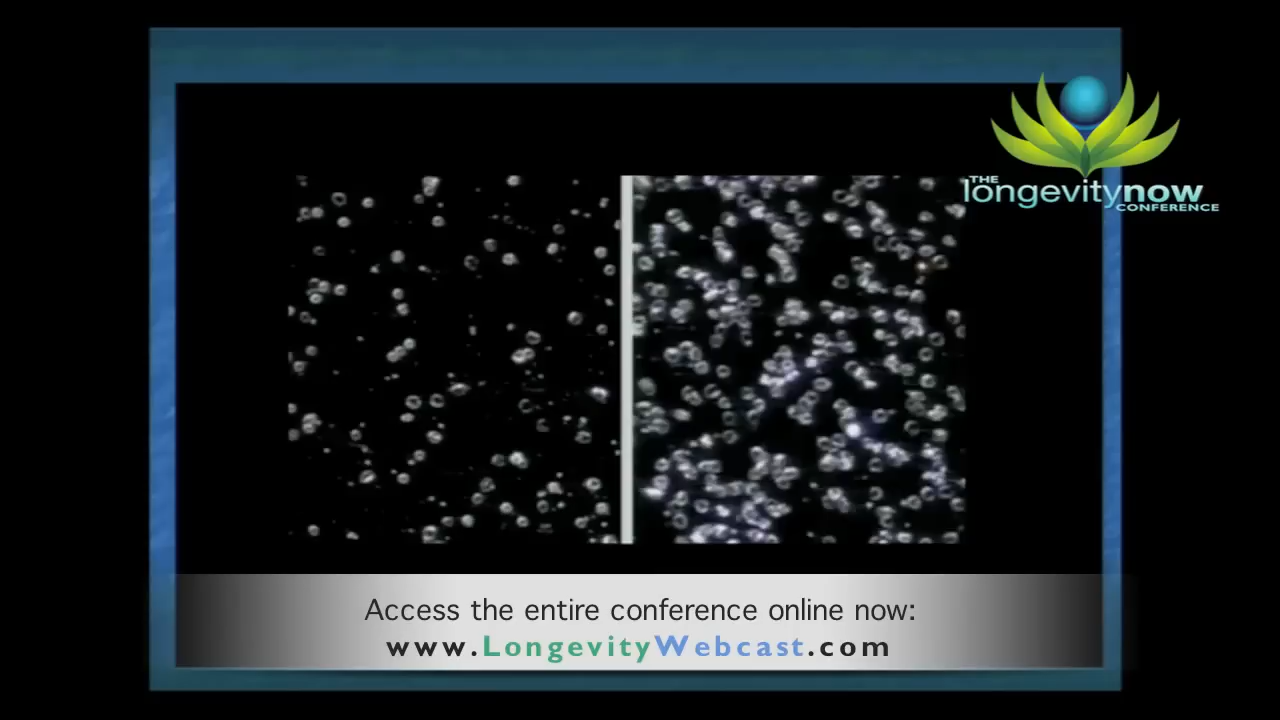 THE
longevitynow
CONFERENCE
Access the entire conference online now:
www.LongevityWebcast.com